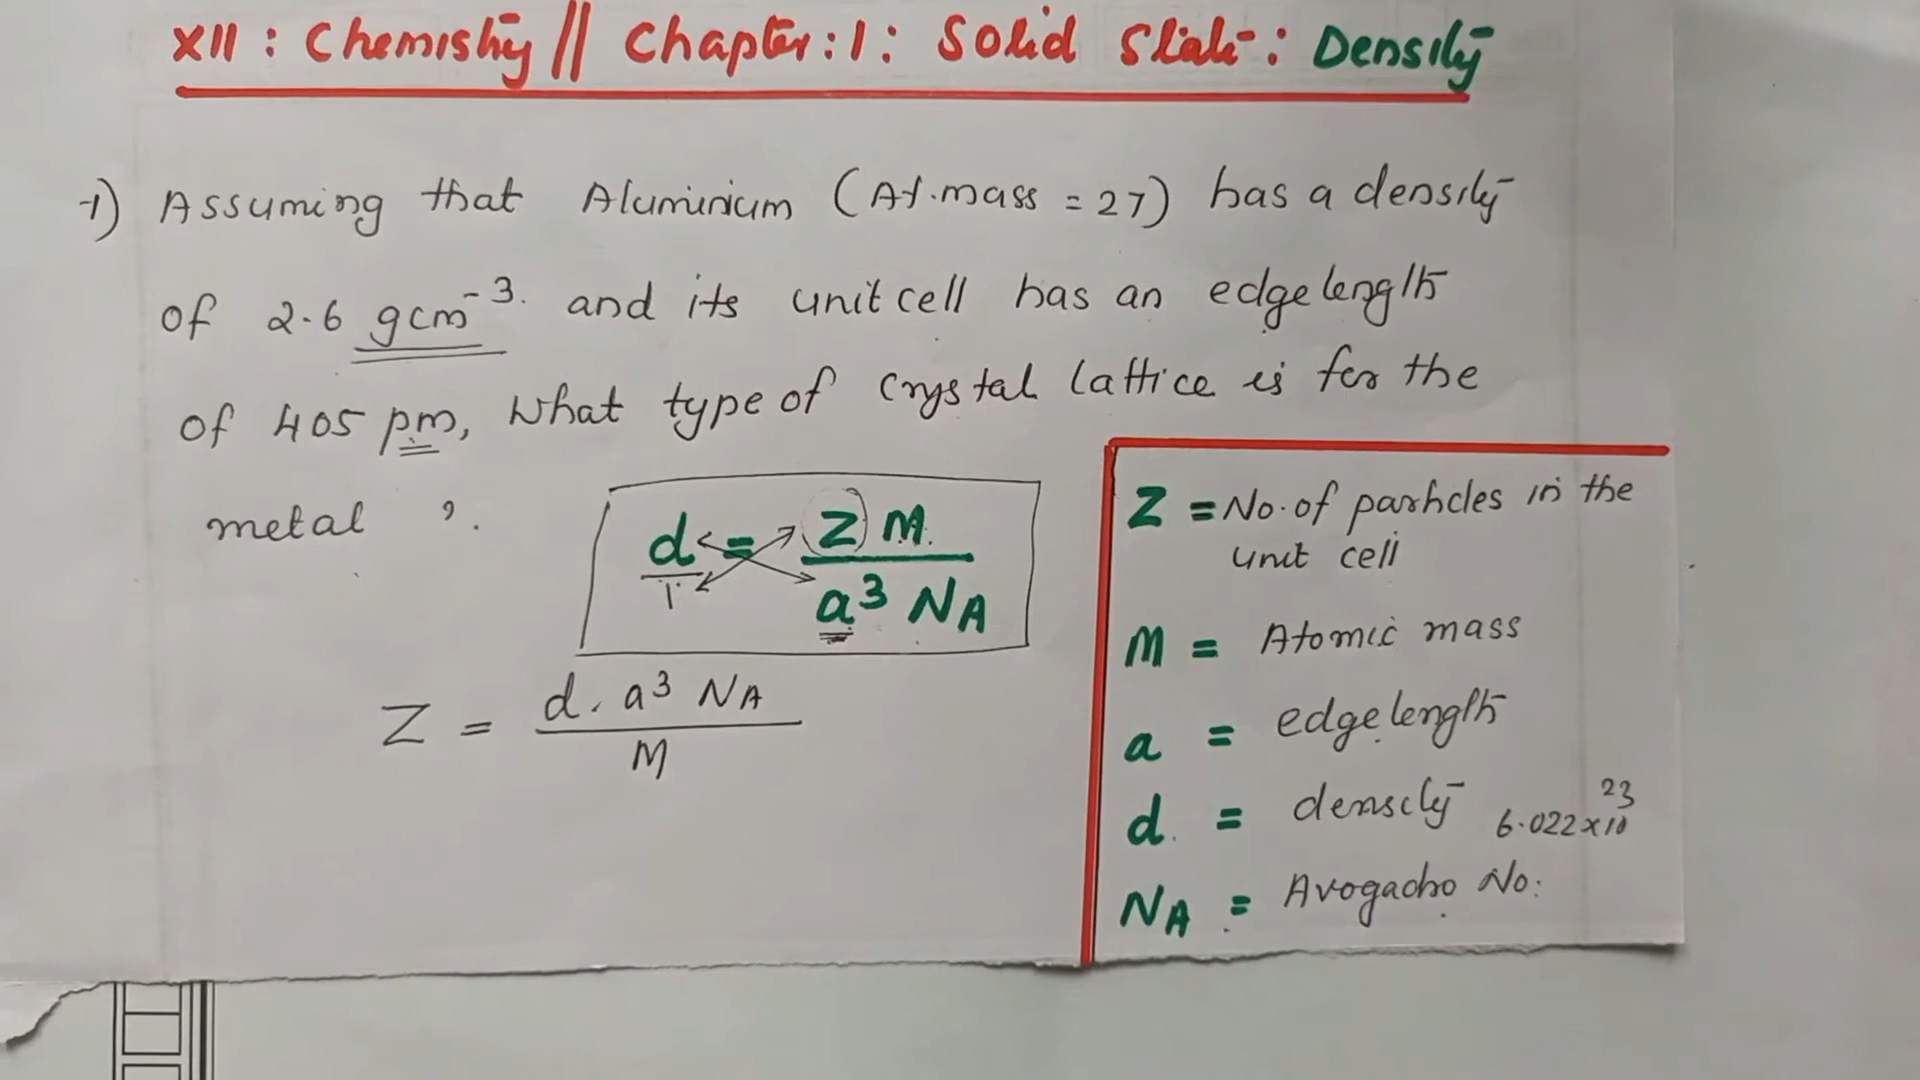 XII : Chemistry || Chapter:1: Solid State: Density
1) Assuming that Aluminium (At.mass = 27) has a density
of 2.6 gcm⁻³. and its unit cell has an edge length
of 405 pm, What type of crystal lattice is for the
metal ?.
d/1 = Z M / a³ NA
Z = d. a³ NA / M
Z = No. of particles in the
unit cell
M = Atomic mass
a = edge length
d. = density 6.022x10²³
NA = Avogadro No: